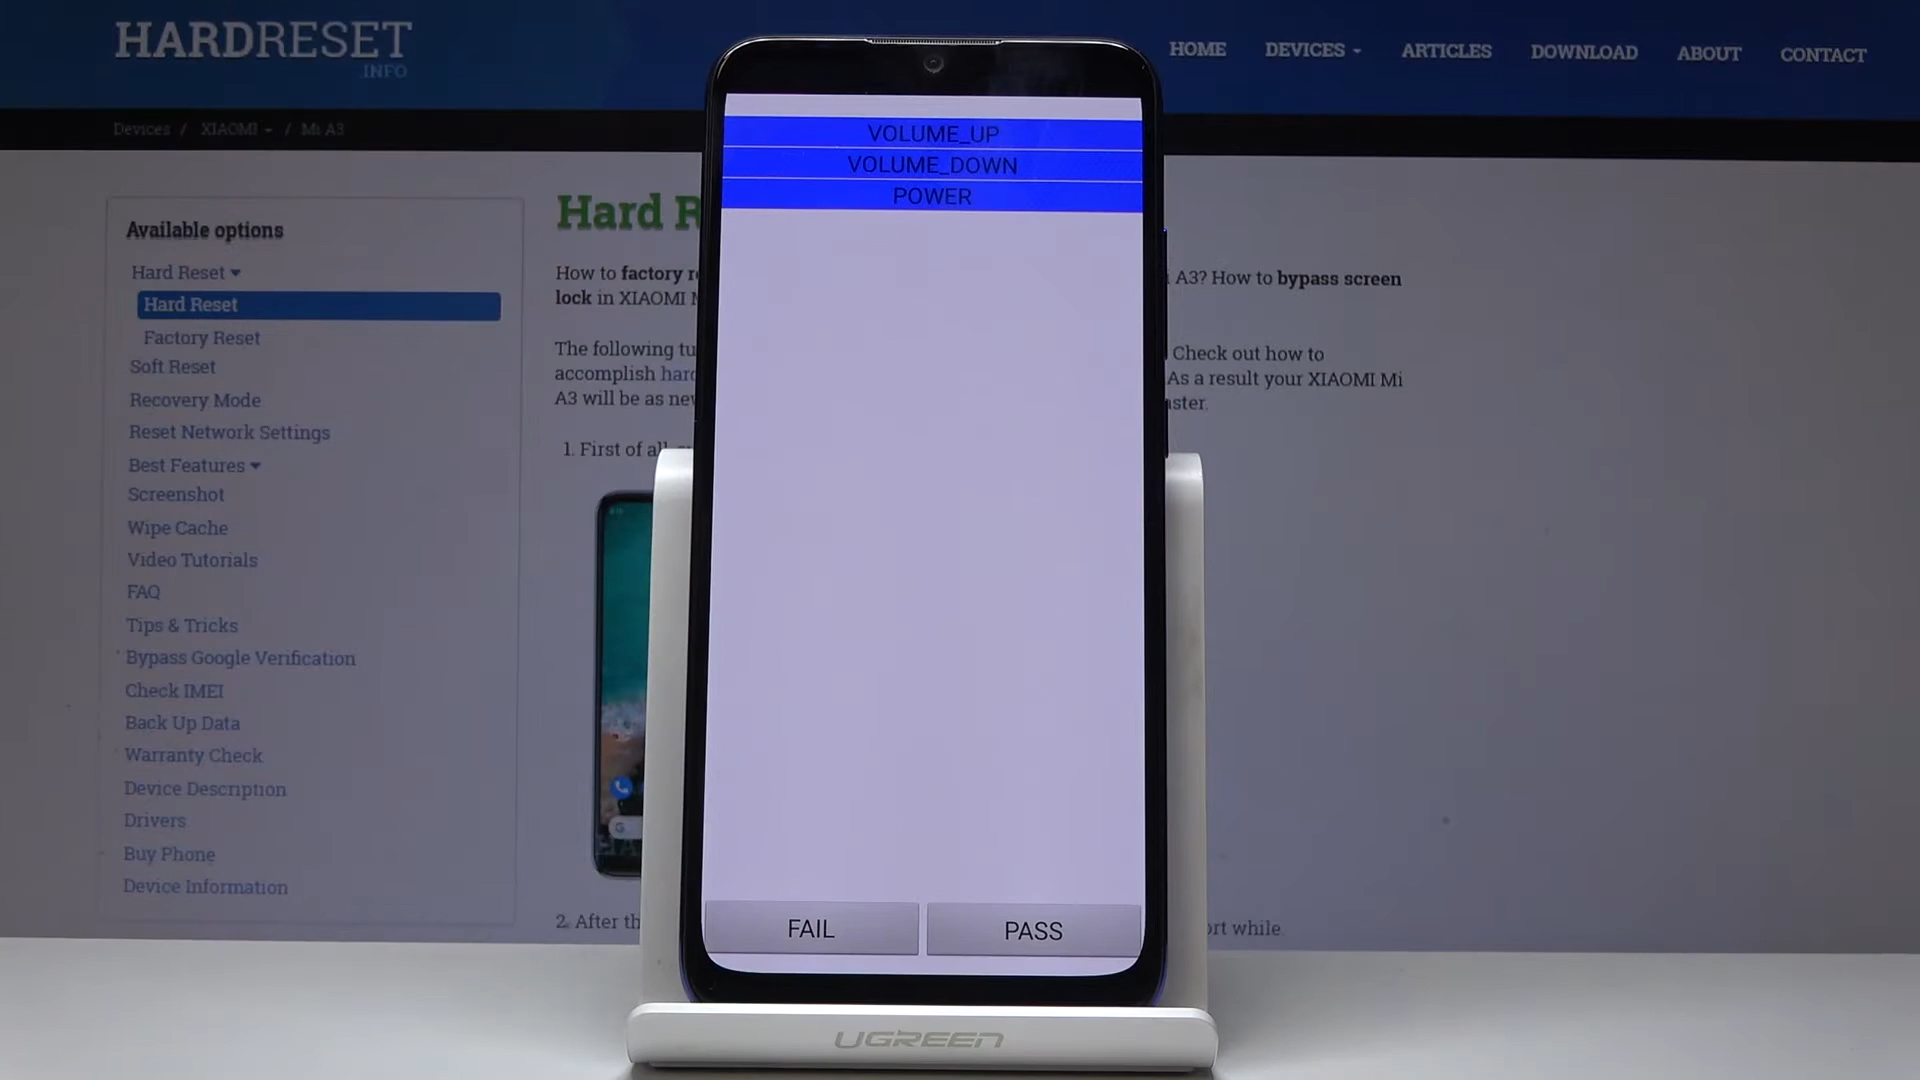 HARDRESET
.INFO
HOME
DEVICES
ARTICLES
DOWNLOAD
ABOUT
CONTACT
Devices / XIAOMI / Mi A3
Available options
Hard Reset
Hard Reset
Factory Reset
Soft Reset
Recovery Mode
Reset Network Settings
Best Features
Screenshot
Wipe Cache
Video Tutorials
FAQ
Tips & Tricks
Bypass Google Verification
Check IMEI
Back Up Data
Warranty Check
Device Description
Drivers
Buy Phone
Device Information
Hard R
How to factory re
A3? How to bypass screen
lock in XIAOMI
The following tu
Check out how to
accomplish hard
As a result your XIAOMI Mi
A3 will be as new
1. First of all
2. After th
ort while.
VOLUME_UP
VOLUME_DOWN
POWER
FAIL
PASS
UGREEN